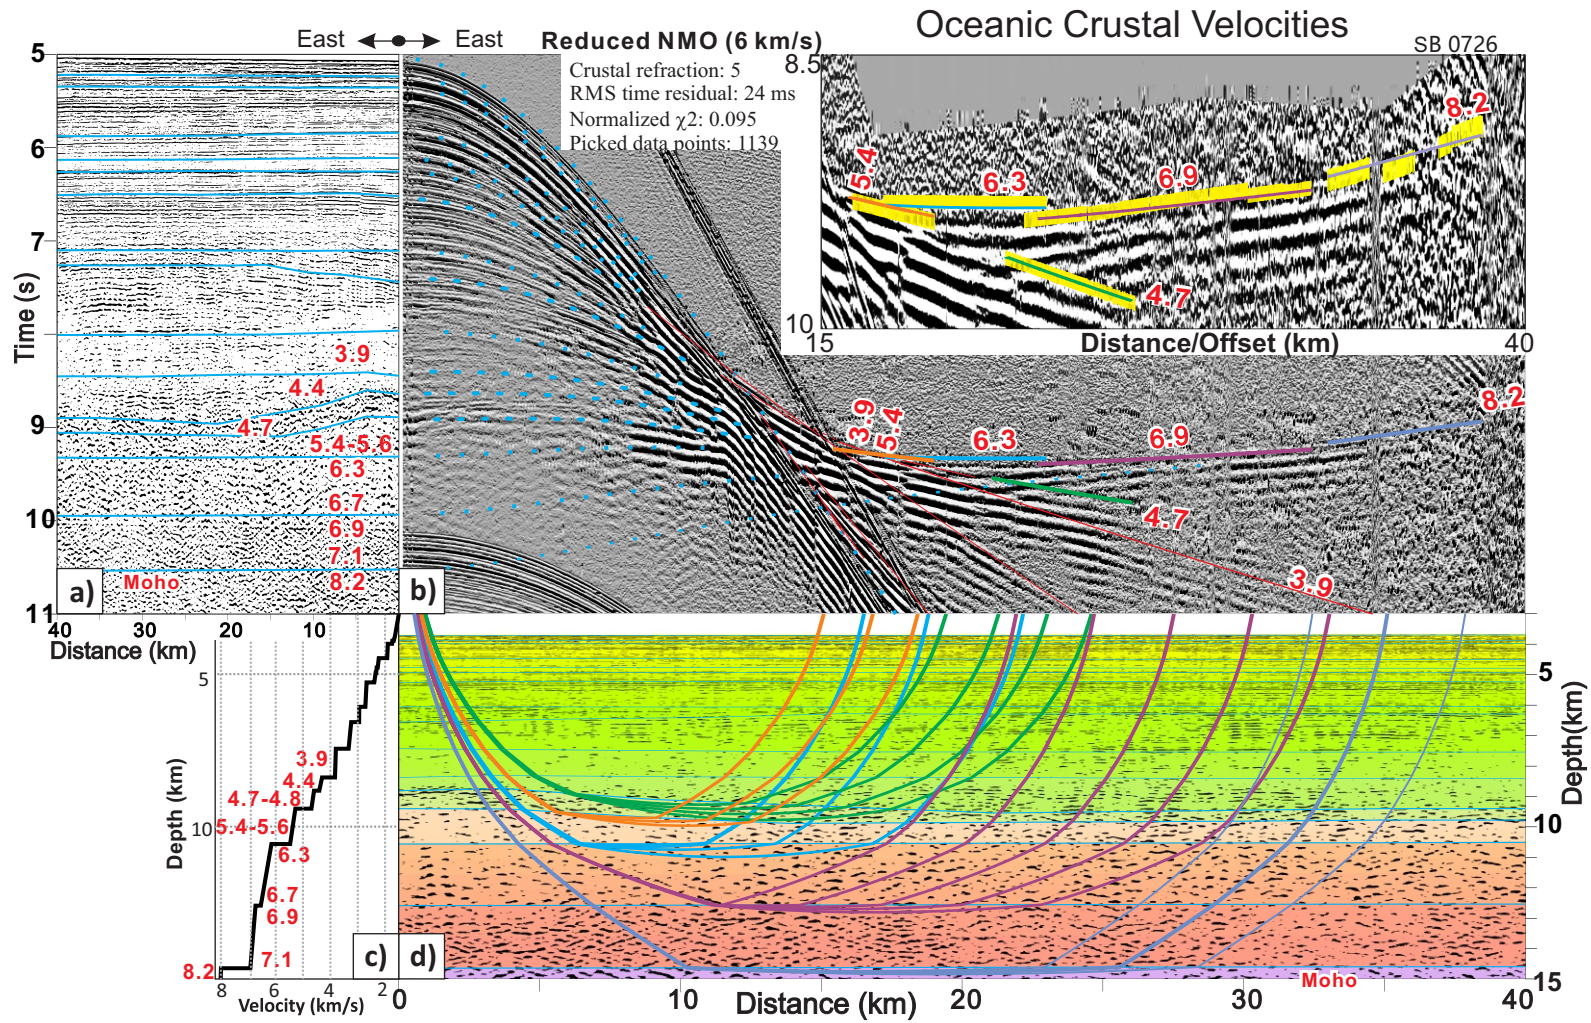 Oceanic Crustal Velocities
East East Reduced NMO (6 km/s)
SB 0726
Crustal refraction: 5
RMS time residual: 24 ms
Normalized χ2: 0.095
Picked data points: 1139
8.5
10
15
40
Distance/Offset (km)
5.4
6.3
6.9
8.2
4.7
5
6
7
9
10
11
Time (s)
3.9
4.4
4.7
5.4-5.6
6.3
6.7
6.9
7.1
8.2
Moho
a)
b)
3.9
5.4
6.3
6.9
8.2
4.7
3.9
40 30 20 10
Distance (km)
5
10
Depth (km)
3.9
4.4
4.7-4.8
5.4-5.6
6.3
6.7
6.9
7.1
8.2
c)
d)
8 6 4 2
Velocity (km/s)
0 10 20 30 40
Distance (km)
5
10
15
Depth(km)
Moho